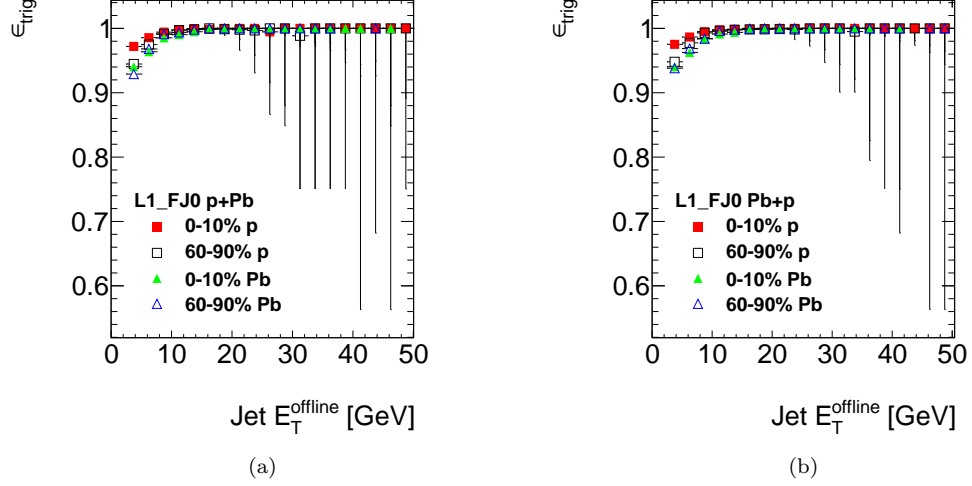 ϵtrig
1
0.9
0.8
0.7
0.6
L1_FJ0 p+Pb
0-10% p
60-90% p
0-10% Pb
60-90% Pb
0 10 20 30 40 50
Jet E_T^offline [GeV]
(a)
ϵtrig
1
0.9
0.8
0.7
0.6
L1_FJ0 Pb+p
0-10% p
60-90% p
0-10% Pb
60-90% Pb
0 10 20 30 40 50
Jet E_T^offline [GeV]
(b)